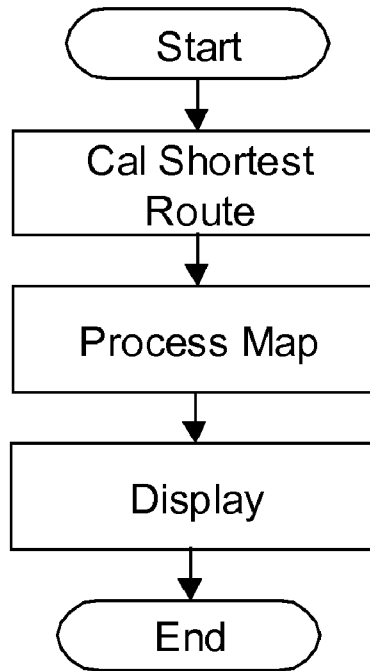 Start
Cal Shortest
Route
Process Map
Display
End